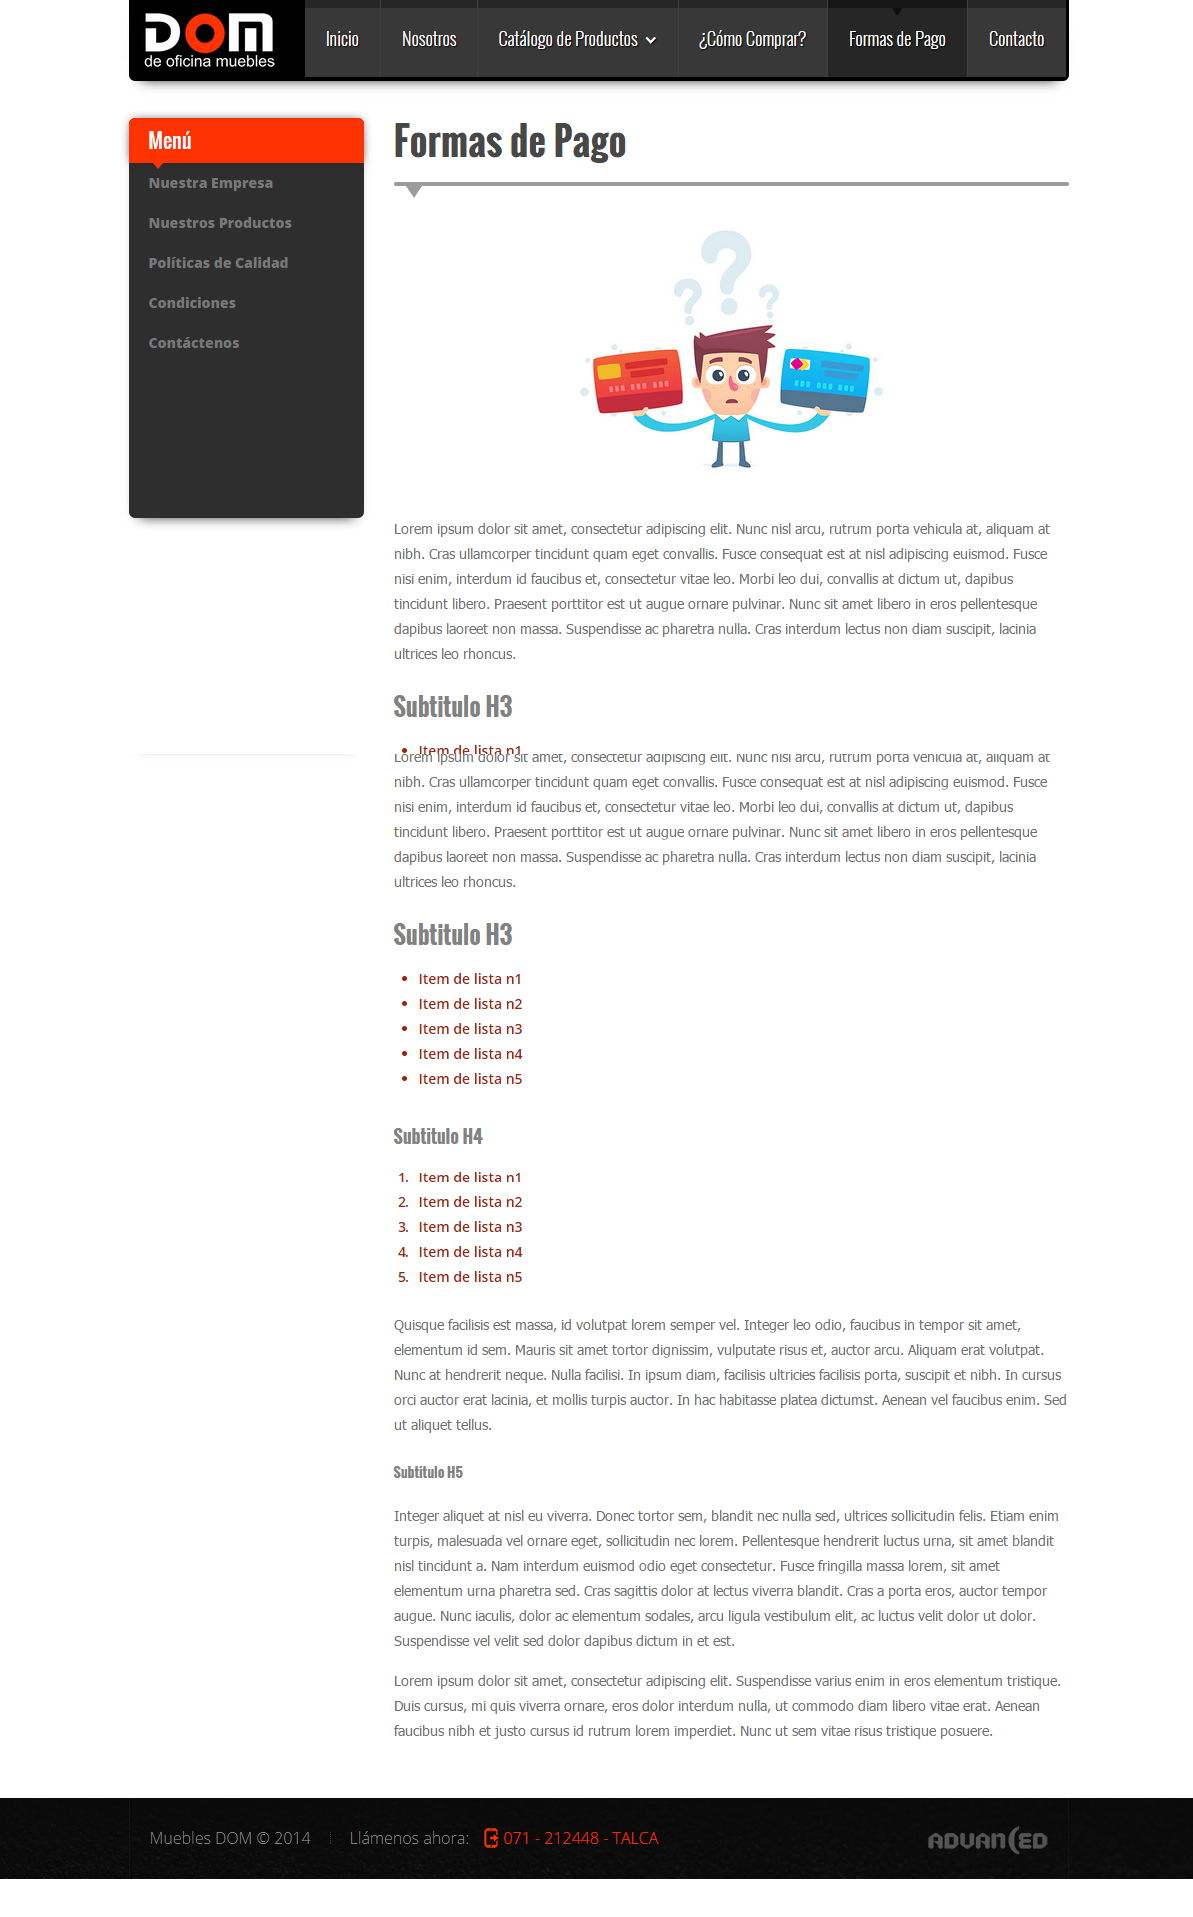 DOM
de oficina muebles
Inicio
Nosotros
Catálogo de Productos
¿Cómo Comprar?
Formas de Pago
Contacto
Menú
Nuestra Empresa
Nuestros Productos
Políticas de Calidad
Condiciones
Contáctenos
Formas de Pago
? ? ?
Lorem ipsum dolor sit amet, consectetur adipiscing elit. Nunc nisl arcu, rutrum porta vehicula at, aliquam at
nibh. Cras ullamcorper tincidunt quam eget convallis. Fusce consequat est at nisl adipiscing euismod. Fusce
nisi enim, interdum id faucibus et, consectetur vitae leo. Morbi leo dui, convallis at dictum ut, dapibus
tincidunt libero. Praesent porttitor est ut augue ornare pulvinar. Nunc sit amet libero in eros pellentesque
dapibus laoreet non massa. Suspendisse ac pharetra nulla. Cras interdum lectus non diam suscipit, lacinia
ultrices leo rhoncus.
Subtitulo H3
• Item de lista n1
Lorem ipsum dolor sit amet, consectetur adipiscing elit. Nunc nisl arcu, rutrum porta vehicula at, aliquam at
nibh. Cras ullamcorper tincidunt quam eget convallis. Fusce consequat est at nisl adipiscing euismod. Fusce
nisi enim, interdum id faucibus et, consectetur vitae leo. Morbi leo dui, convallis at dictum ut, dapibus
tincidunt libero. Praesent porttitor est ut augue ornare pulvinar. Nunc sit amet libero in eros pellentesque
dapibus laoreet non massa. Suspendisse ac pharetra nulla. Cras interdum lectus non diam suscipit, lacinia
ultrices leo rhoncus.
Subtitulo H3
• Item de lista n1
• Item de lista n2
• Item de lista n3
• Item de lista n4
• Item de lista n5
Subtitulo H4
1. Item de lista n1
2. Item de lista n2
3. Item de lista n3
4. Item de lista n4
5. Item de lista n5
Quisque facilisis est massa, id volutpat lorem semper vel. Integer leo odio, faucibus in tempor sit amet,
elementum id sem. Mauris sit amet tortor dignissim, vulputate risus et, auctor arcu. Aliquam erat volutpat.
Nunc at hendrerit neque. Nulla facilisi. In ipsum diam, facilisis ultricies facilisis porta, suscipit et nibh. In cursus
orci auctor erat lacinia, et mollis turpis auctor. In hac habitasse platea dictumst. Aenean vel faucibus enim. Sed
ut aliquet tellus.
Subtitulo H5
Integer aliquet at nisl eu viverra. Donec tortor sem, blandit nec nulla sed, ultrices sollicitudin felis. Etiam enim
turpis, malesuada vel ornare eget, sollicitudin nec lorem. Pellentesque hendrerit luctus urna, sit amet blandit
nisl tincidunt a. Nam interdum euismod odio eget consectetur. Fusce fringilla massa lorem, sit amet
elementum urna pharetra sed. Cras sagittis dolor at lectus viverra blandit. Cras a porta eros, auctor tempor
augue. Nunc iaculis, dolor ac elementum sodales, arcu ligula vestibulum elit, ac luctus velit dolor ut dolor.
Suspendisse vel velit sed dolor dapibus dictum in et est.
Lorem ipsum dolor sit amet, consectetur adipiscing elit. Suspendisse varius enim in eros elementum tristique.
Duis cursus, mi quis viverra ornare, eros dolor interdum nulla, ut commodo diam libero vitae erat. Aenean
faucibus nibh et justo cursus id rutrum lorem imperdiet. Nunc ut sem vitae risus tristique posuere.
Muebles DOM © 2014
Llámenos ahora: 071 - 212448 - TALCA
ADVANCED